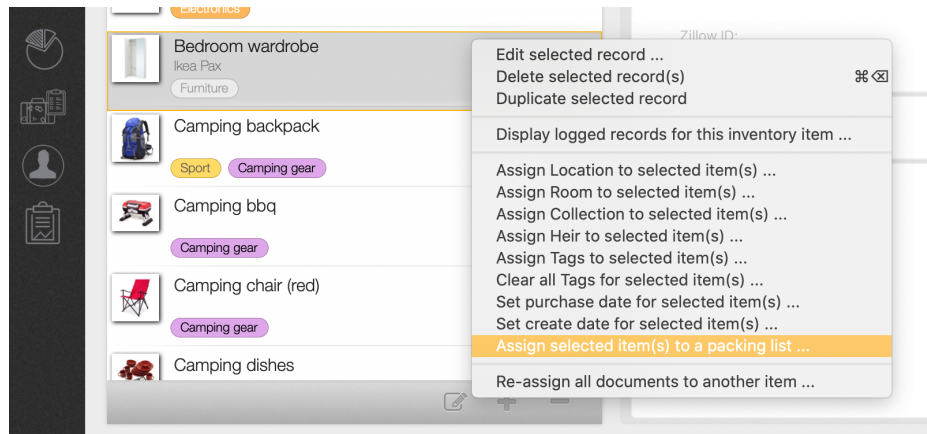 Electronics
Bedroom wardrobe
Ikea Pax
Furniture
Camping backpack
Sport
Camping gear
Camping bbq
Camping gear
Camping chair (red)
Camping gear
Camping dishes
Zillow ID:
Edit selected record ...
Delete selected record(s) ⌘⌫
Duplicate selected record
Display logged records for this inventory item ...
Assign Location to selected item(s) ...
Assign Room to selected item(s) ...
Assign Collection to selected item(s) ...
Assign Heir to selected item(s) ...
Assign Tags to selected item(s) ...
Clear all Tags for selected item(s) ...
Set purchase date for selected item(s) ...
Set create date for selected item(s) ...
Assign selected item(s) to a packing list ...
Re-assign all documents to another item ...